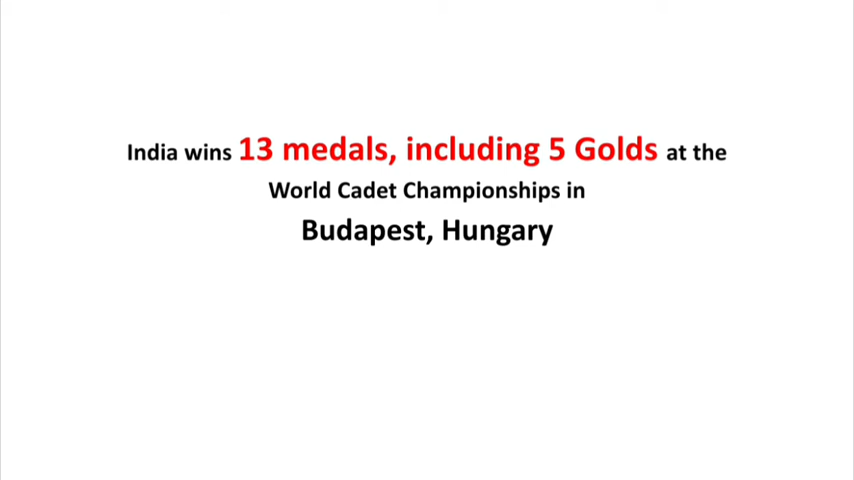 India wins 13 medals, including 5 Golds at the
World Cadet Championships in
Budapest, Hungary